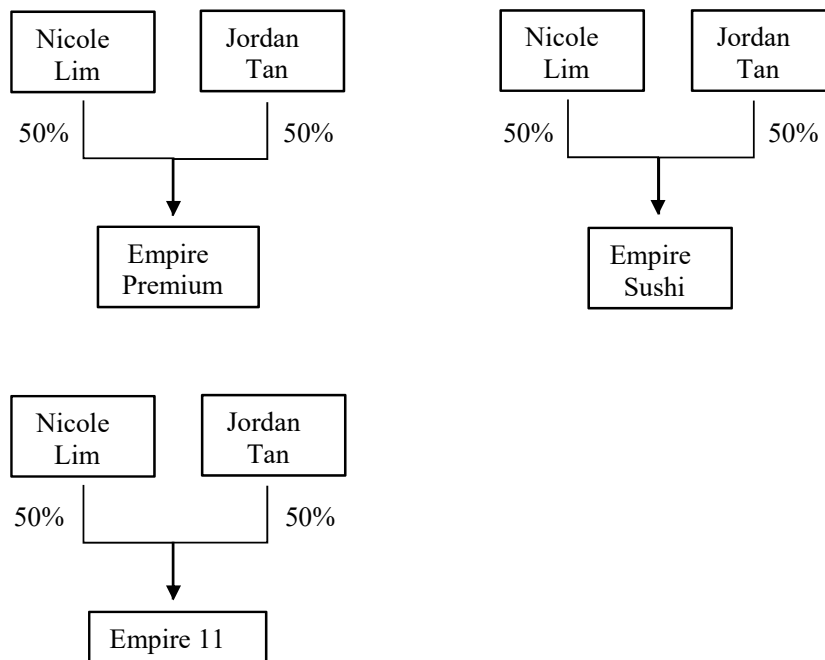 Nicole
Lim
Jordan
Tan
50%
50%
Empire
Premium
Nicole
Lim
Jordan
Tan
50%
50%
Empire
Sushi
Nicole
Lim
Jordan
Tan
50%
50%
Empire 11